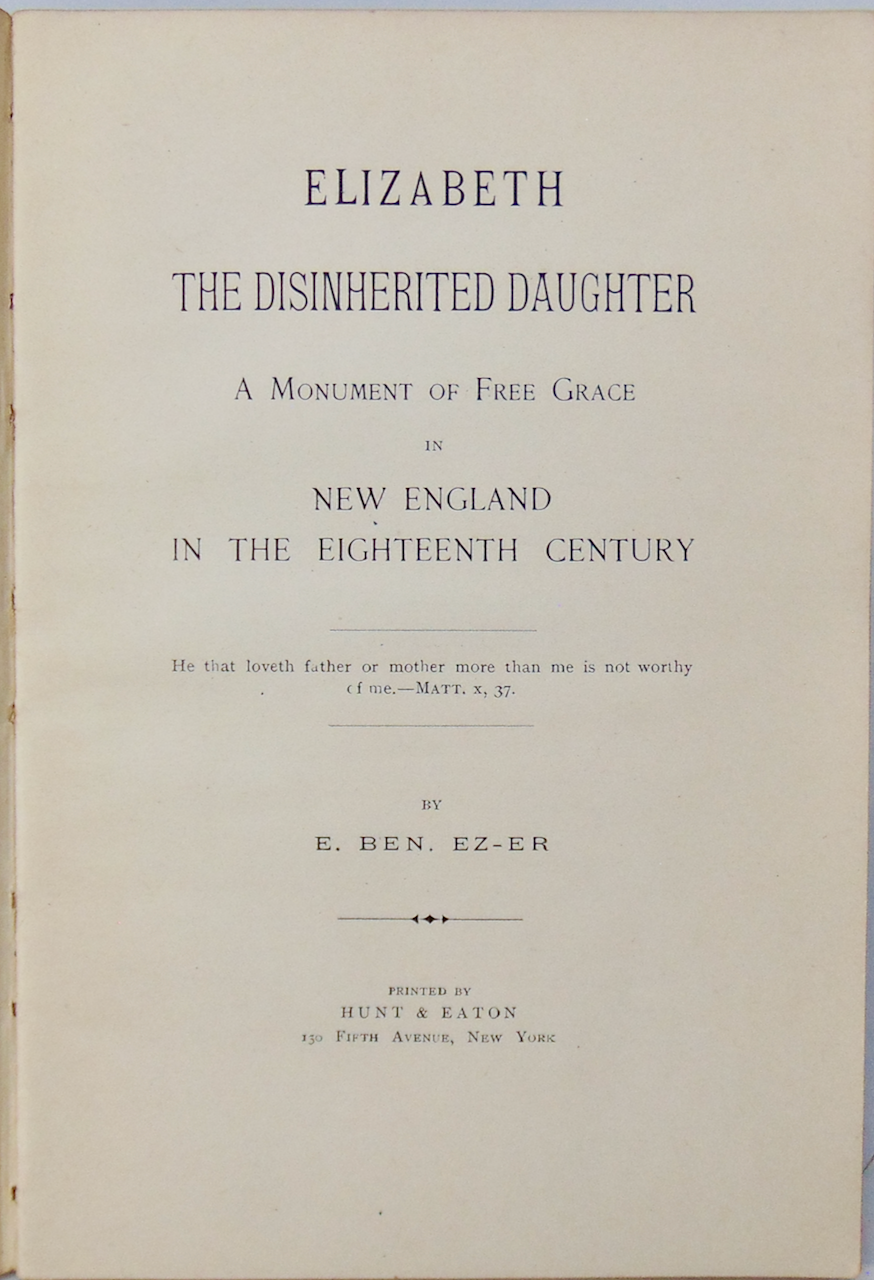 ELIZABETH
THE DISINHERITED DAUGHTER
A MONUMENT OF FREE GRACE
IN
NEW ENGLAND
IN THE EIGHTEENTH CENTURY
He that loveth father or mother more than me is not worthy
of me.—MATT. x, 37.
BY
E. BEN. EZ-ER
PRINTED BY
HUNT & EATON
150 FIFTH AVENUE, NEW YORK